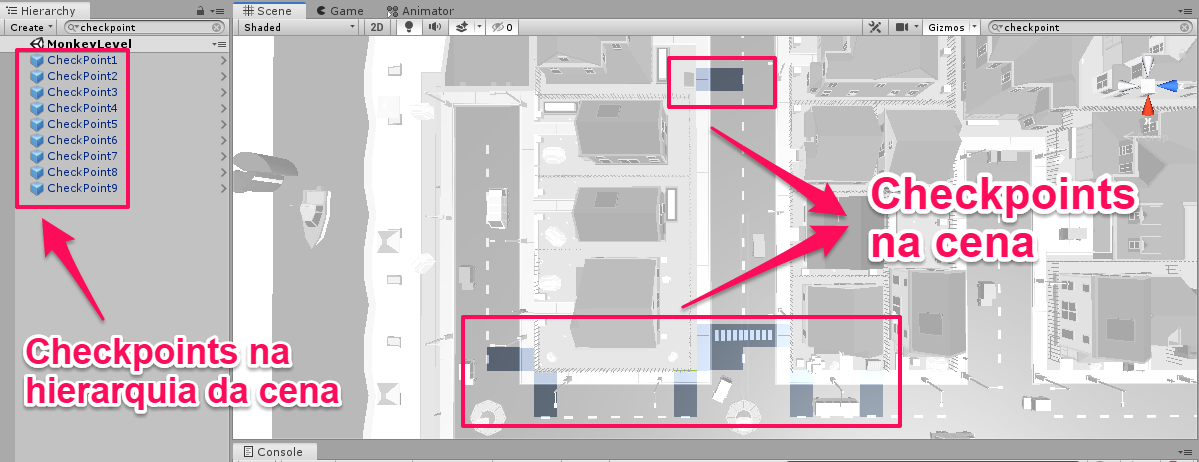 Hierarchy
Create
checkpoint
MonkeyLevel
CheckPoint1
CheckPoint2
CheckPoint3
CheckPoint4
CheckPoint5
CheckPoint6
CheckPoint7
CheckPoint8
CheckPoint9
Checkpoints na
hierarquia da cena
Scene Game Animator
Shaded 2D 0 Gizmos checkpoint
Checkpoints
na cena
Console